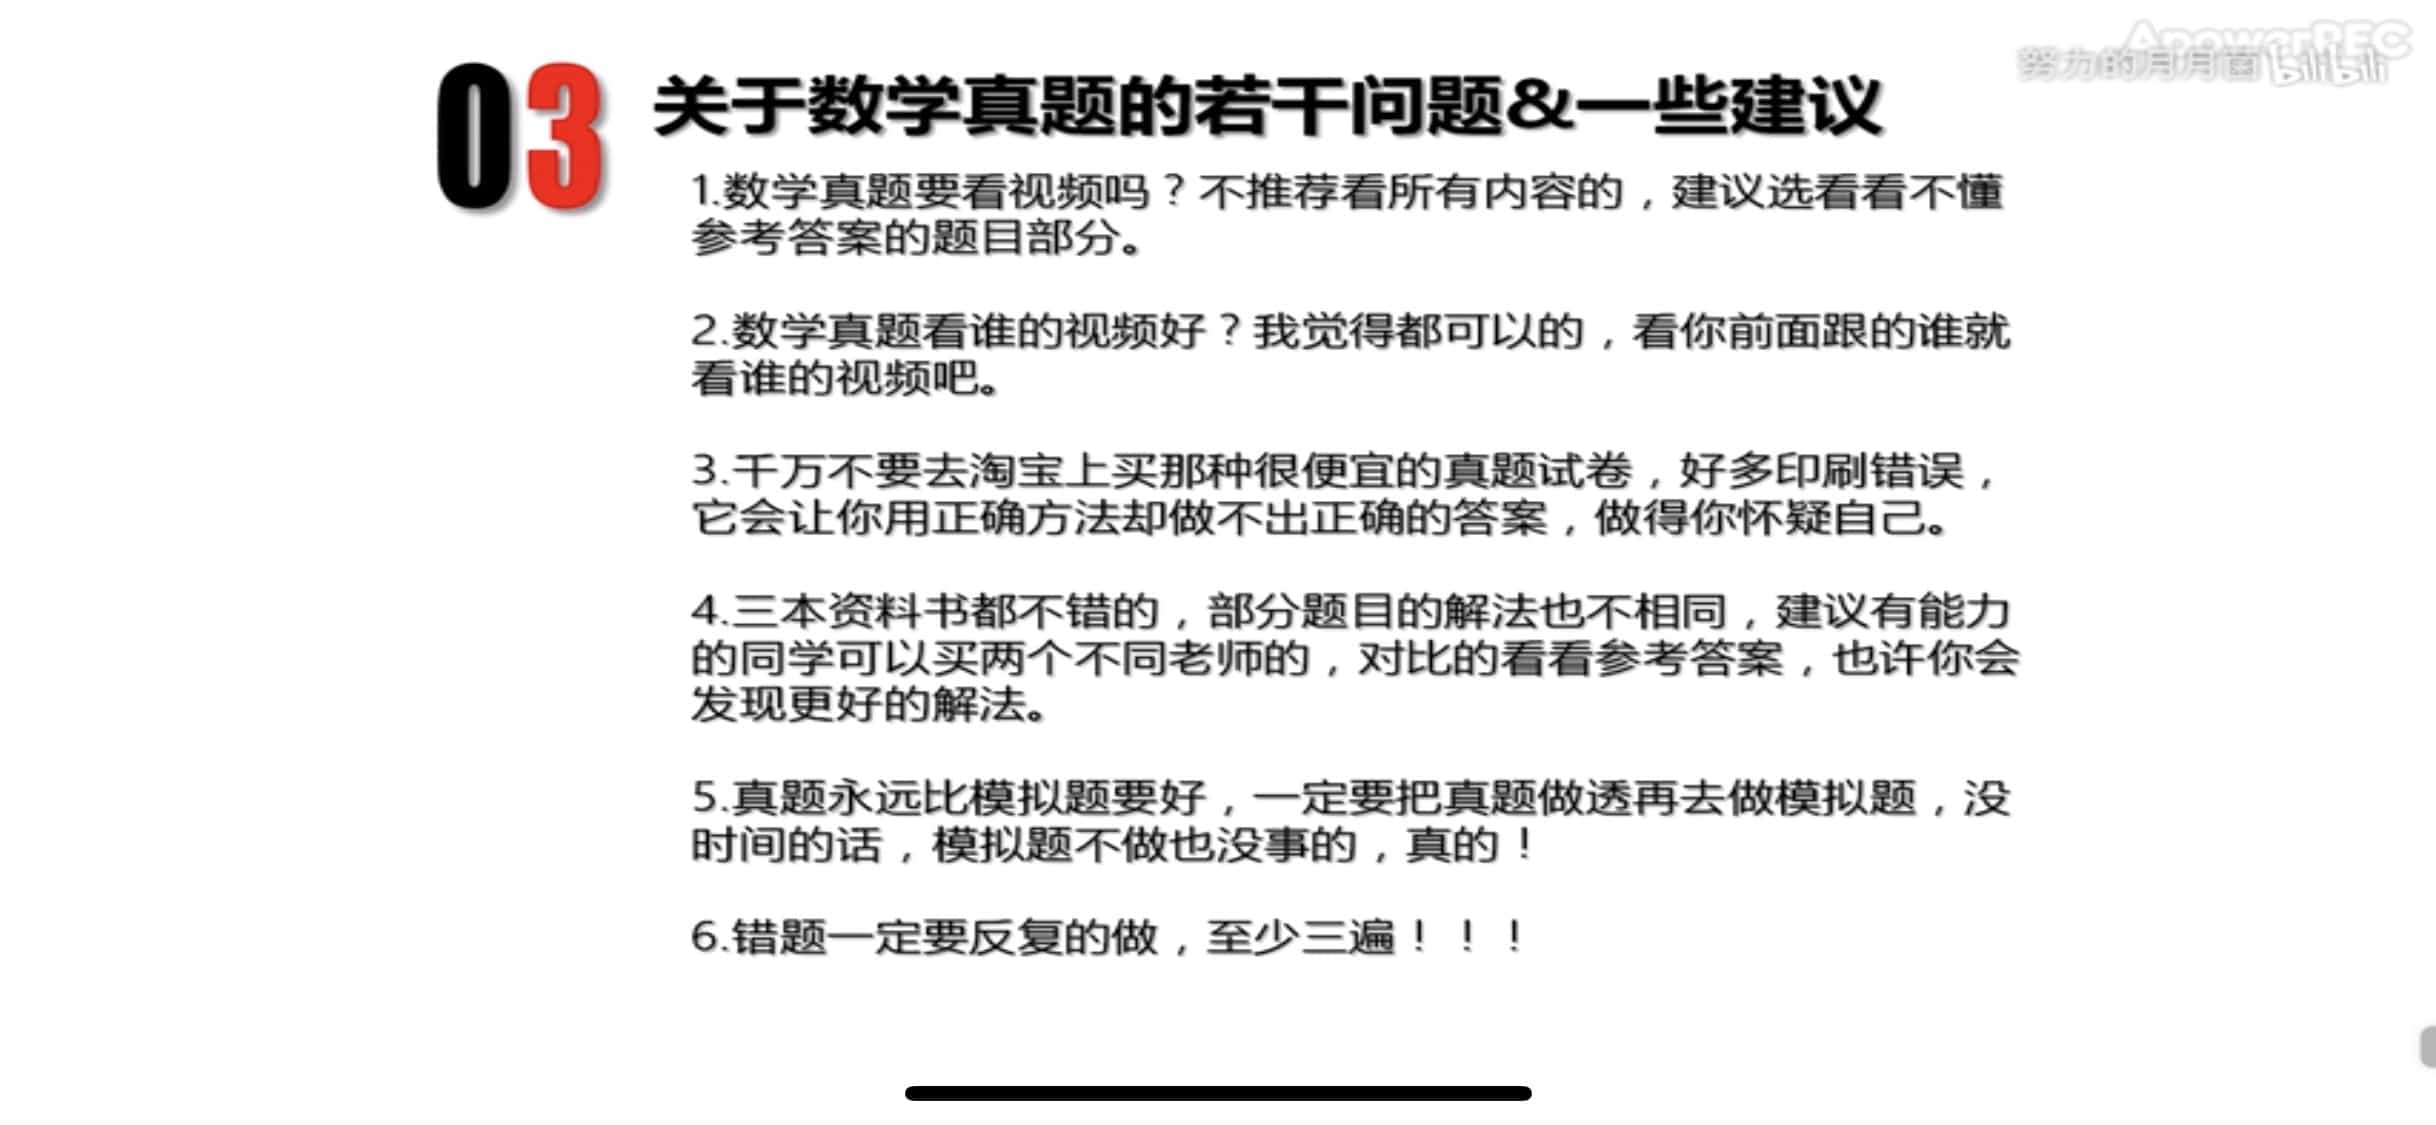 ApowerREC
努力的月月菌 bilibili
03 关于数学真题的若干问题&一些建议
1.数学真题要看视频吗？不推荐看所有内容的，建议选看看不懂
参考答案的题目部分。
2.数学真题看谁的视频好？我觉得都可以的，看你前面跟的谁就
看谁的视频吧。
3.千万不要去淘宝上买那种很便宜的真题试卷，好多印刷错误，
它会让你用正确方法却做不出正确的答案，做得你怀疑自己。
4.三本资料书都不错的，部分题目的解法也不相同，建议有能力
的同学可以买两个不同老师的，对比的看看参考答案，也许你会
发现更好的解法。
5.真题永远比模拟题要好，一定要把真题做透再去做模拟题，没
时间的话，模拟题不做也没事的，真的！
6.错题一定要反复的做，至少三遍！！！